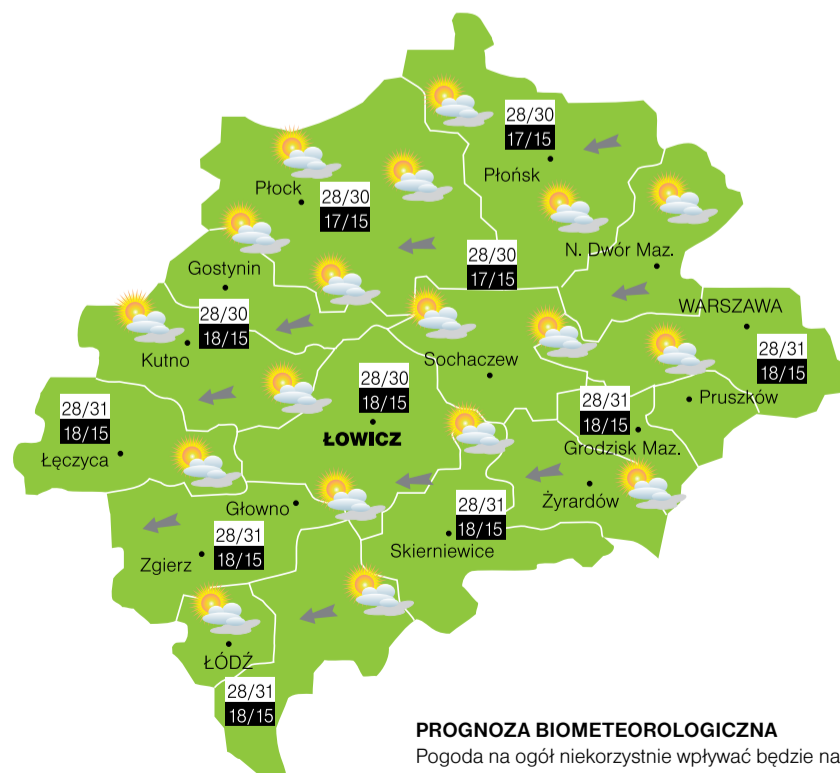 28/30
17/15
Płońsk
Płock
28/30
17/15
N. Dwór Maz.
28/30
17/15
Gostynin
WARSZAWA
28/30
18/15
Kutno
Sochaczew
28/31
18/15
28/30
18/15
ŁOWICZ
Pruszków
28/31
18/15
Grodzisk Maz.
28/31
18/15
Łęczyca
Głowno
Żyrardów
28/31
18/15
Skierniewice
28/31
18/15
Zgierz
ŁÓDŹ
28/31
18/15
PROGNOZA BIOMETEOROLOGICZNA
Pogoda na ogół niekorzystnie wpływać będzie na